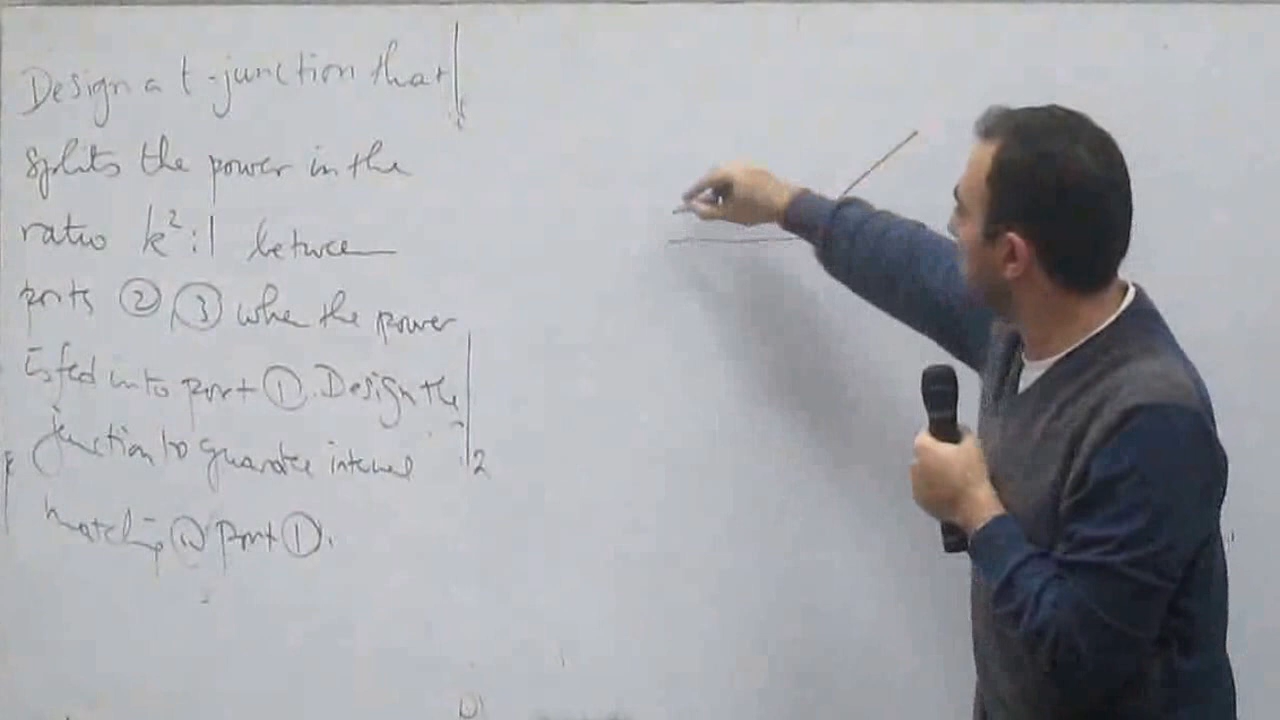 Design a t-junction that
splits the power in the
ratio k²:1 between
ports ② ③ when the power
is fed into port ①. Design the
junction to guarantee internal
matching @ port ①.
2